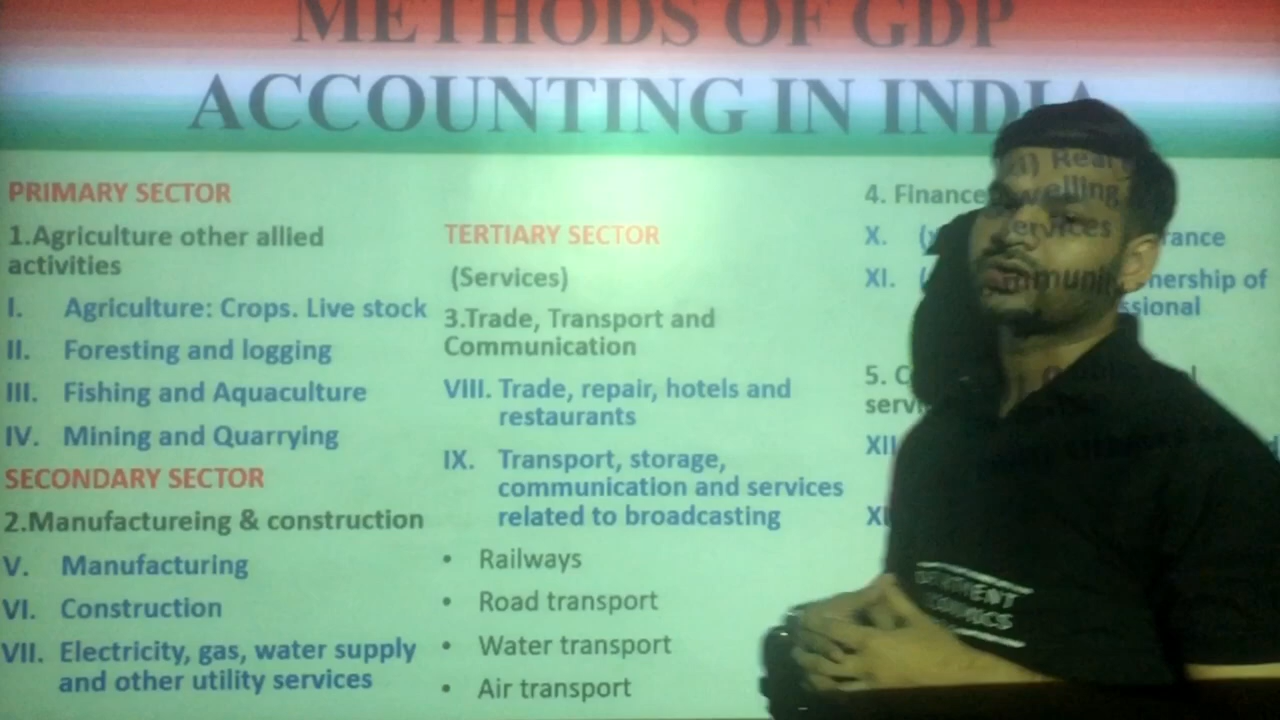 METHODS OF GDP
ACCOUNTING IN INDIA
PRIMARY SECTOR
1.Agriculture other allied
activities
I. Agriculture: Crops. Live stock
II. Foresting and logging
III. Fishing and Aquaculture
IV. Mining and Quarrying
SECONDARY SECTOR
2.Manufactureing & construction
V. Manufacturing
VI. Construction
VII. Electricity, gas, water supply
and other utility services
TERTIARY SECTOR
(Services)
3.Trade, Transport and
Communication
VIII. Trade, repair, hotels and
restaurants
IX. Transport, storage,
communication and services
related to broadcasting
• Railways
• Road transport
• Water transport
• Air transport
4. Finance
X.
XI.
5.
XII